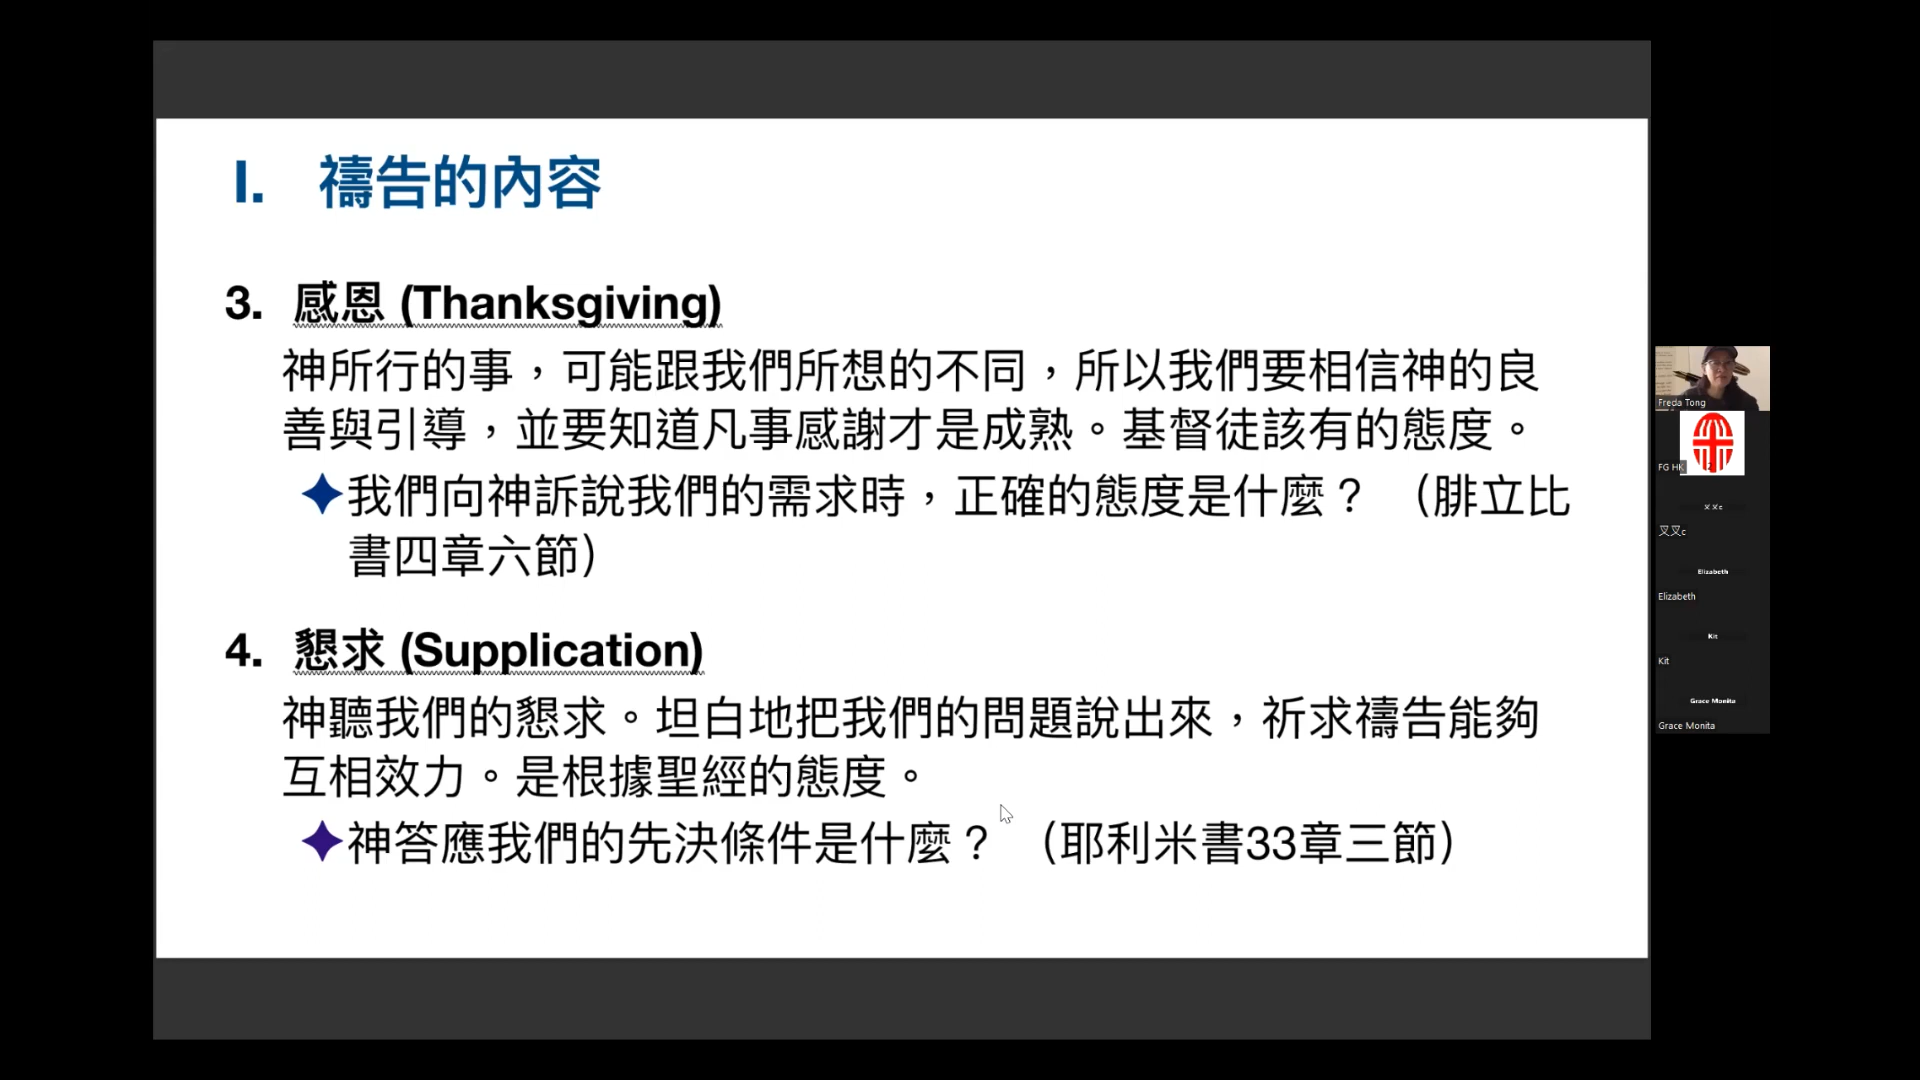 I. 禱告的內容
3. 感恩 (Thanksgiving)
神所行的事，可能跟我們所想的不同，所以我們要相信神的良
善與引導，並要知道凡事感謝才是成熟。基督徒該有的態度。
✦我們向神訴說我們的需求時，正確的態度是什麼？（腓立比
書四章六節）
4. 懇求 (Supplication)
神聽我們的懇求。坦白地把我們的問題說出來，祈求禱告能夠
互相效力。是根據聖經的態度。
✦神答應我們的先決條件是什麼？（耶利米書33章三節）
Freda Tong
FG HK
叉叉c
叉叉c
Elizabeth
Elizabeth
Kit
Kit
Grace Monita
Grace Monita